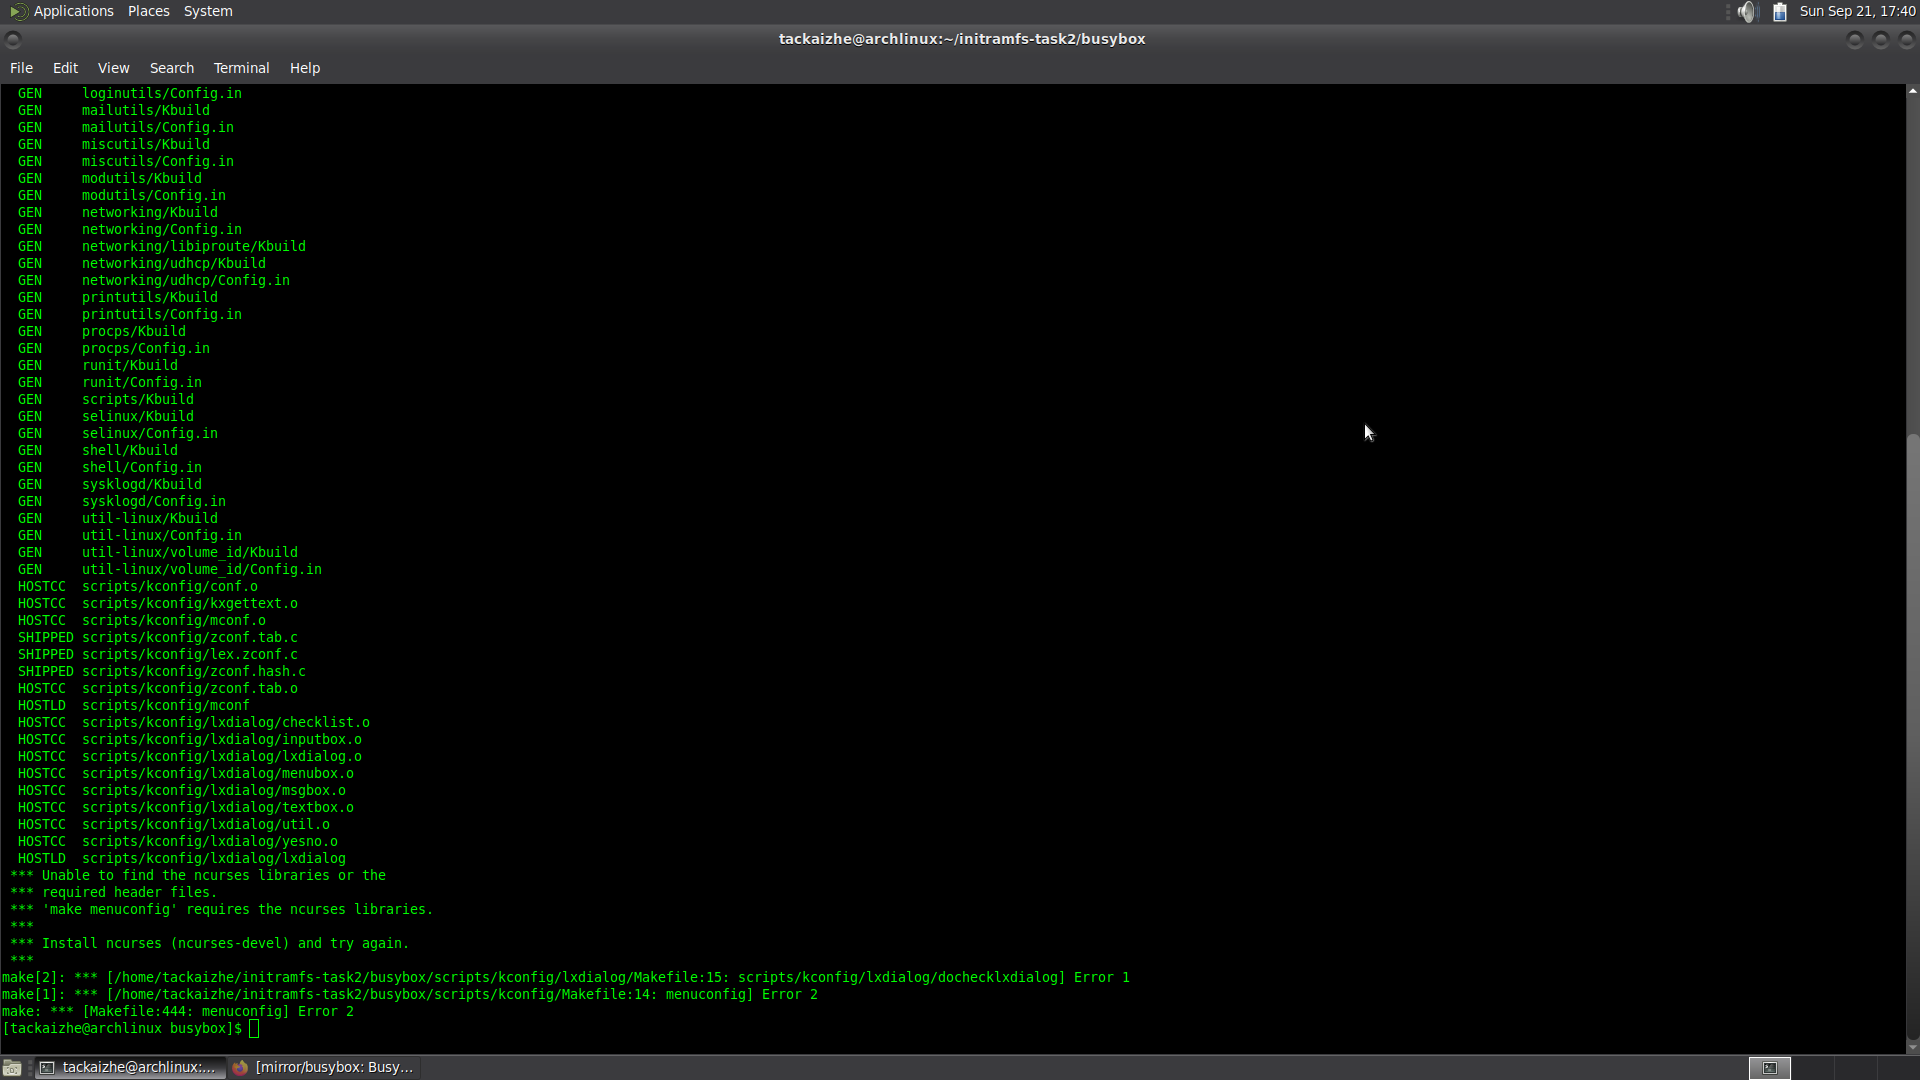 Applications Places System Sun Sep 21, 17:40
tackaizhe@archlinux:~/initramfs-task2/busybox
File Edit View Search Terminal Help
GEN loginutils/Config.in
GEN mailutils/Kbuild
GEN mailutils/Config.in
GEN miscutils/Kbuild
GEN miscutils/Config.in
GEN modutils/Kbuild
GEN modutils/Config.in
GEN networking/Kbuild
GEN networking/Config.in
GEN networking/libiproute/Kbuild
GEN networking/udhcp/Kbuild
GEN networking/udhcp/Config.in
GEN printutils/Kbuild
GEN printutils/Config.in
GEN procps/Kbuild
GEN procps/Config.in
GEN runit/Kbuild
GEN runit/Config.in
GEN scripts/Kbuild
GEN selinux/Kbuild
GEN selinux/Config.in
GEN shell/Kbuild
GEN shell/Config.in
GEN sysklogd/Kbuild
GEN sysklogd/Config.in
GEN util-linux/Kbuild
GEN util-linux/Config.in
GEN util-linux/volume_id/Kbuild
GEN util-linux/volume_id/Config.in
HOSTCC scripts/kconfig/conf.o
HOSTCC scripts/kconfig/kxgettext.o
HOSTCC scripts/kconfig/mconf.o
SHIPPED scripts/kconfig/zconf.tab.c
SHIPPED scripts/kconfig/lex.zconf.c
SHIPPED scripts/kconfig/zconf.hash.c
HOSTCC scripts/kconfig/zconf.tab.o
HOSTLD scripts/kconfig/mconf
HOSTCC scripts/kconfig/lxdialog/checklist.o
HOSTCC scripts/kconfig/lxdialog/inputbox.o
HOSTCC scripts/kconfig/lxdialog/lxdialog.o
HOSTCC scripts/kconfig/lxdialog/menubox.o
HOSTCC scripts/kconfig/lxdialog/msgbox.o
HOSTCC scripts/kconfig/lxdialog/textbox.o
HOSTCC scripts/kconfig/lxdialog/util.o
HOSTCC scripts/kconfig/lxdialog/yesno.o
HOSTLD scripts/kconfig/lxdialog/lxdialog
*** Unable to find the ncurses libraries or the
*** required header files.
*** 'make menuconfig' requires the ncurses libraries.
***
*** Install ncurses (ncurses-devel) and try again.
***
make[2]: *** [/home/tackaizhe/initramfs-task2/busybox/scripts/kconfig/lxdialog/Makefile:15: scripts/kconfig/lxdialog/dochecklxdialog] Error 1
make[1]: *** [/home/tackaizhe/initramfs-task2/busybox/scripts/kconfig/Makefile:14: menuconfig] Error 2
make: *** [Makefile:444: menuconfig] Error 2
[tackaizhe@archlinux busybox]$
tackaizhe@archlinux:... [mirror/busybox: Busy...